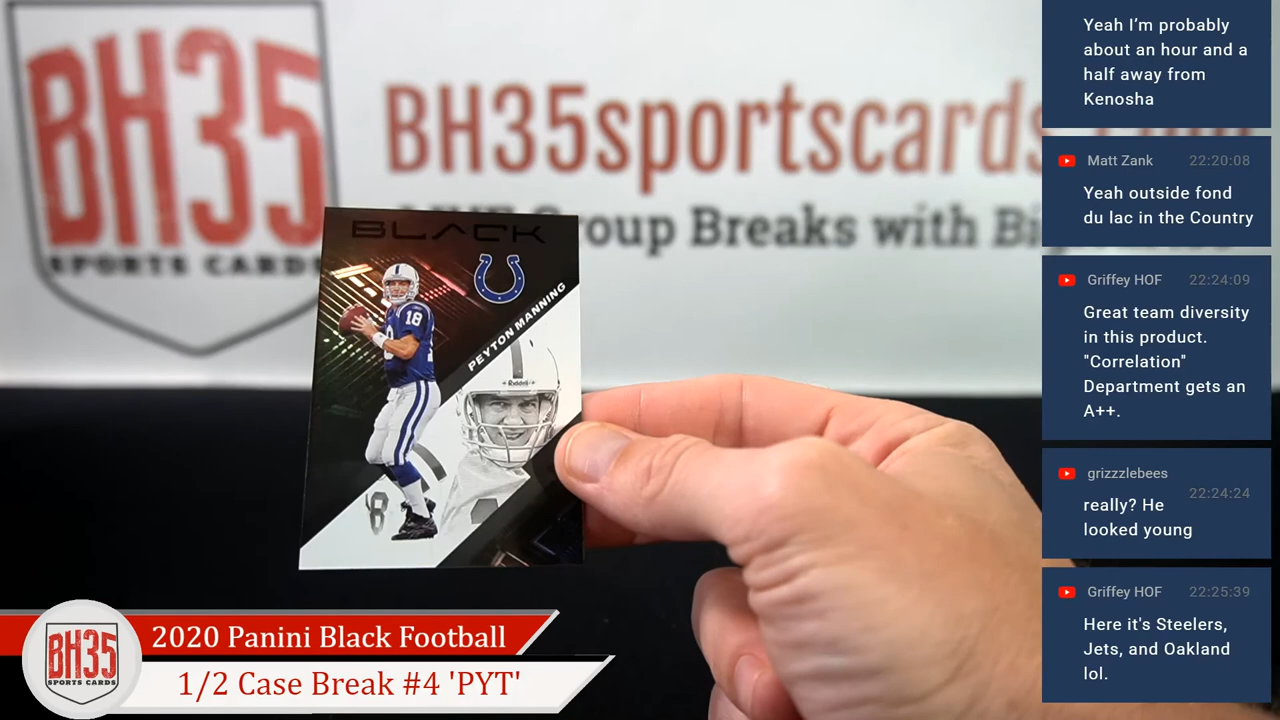 BH35
SPORTS CARDS
BH35sportscards
Group Breaks with
BLACK
PEYTON MANNING
18
Riddell
2020 Panini Black Football
1/2 Case Break #4 'PYT'
BH35
SPORTS CARDS
Yeah I'm probably
about an hour and a
half away from
Kenosha
Matt Zank 22:20:08
Yeah outside fond
du lac in the Country
Griffey HOF 22:24:09
Great team diversity
in this product.
"Correlation"
Department gets an
A++.
grizzzlebees
22:24:24
really? He
looked young
Griffey HOF 22:25:39
Here it's Steelers,
Jets, and Oakland
lol.